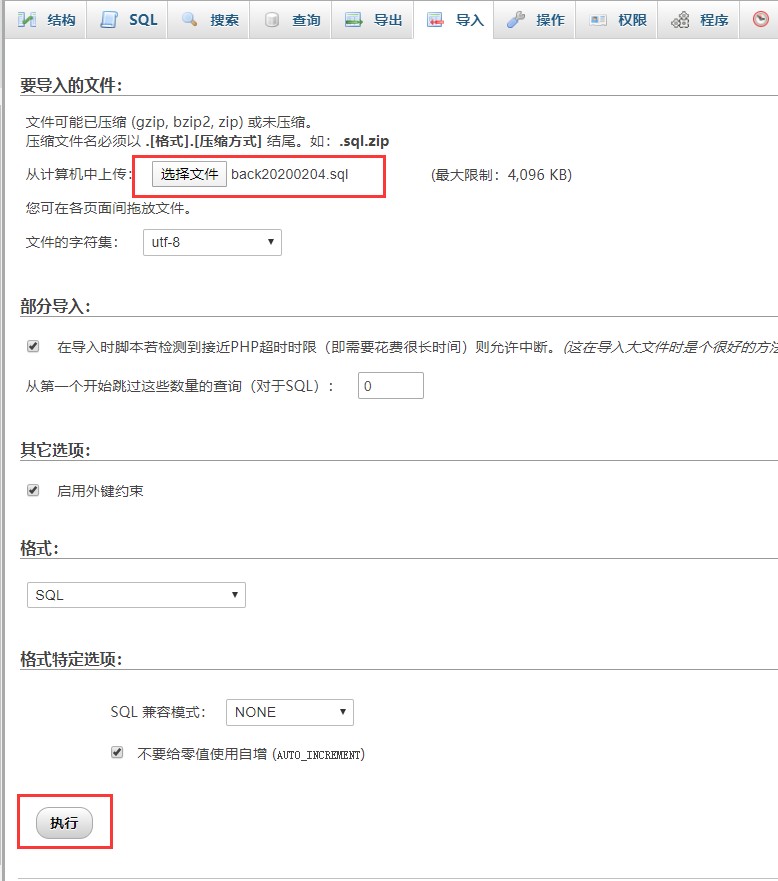 结构 SQL 搜索 查询 导出 导入 操作 权限 程序
要导入的文件：
文件可能已压缩 (gzip, bzip2, zip) 或未压缩。
压缩文件名必须以 .[格式].[压缩方式] 结尾。如：.sql.zip
从计算机中上传： 选择文件 back20200204.sql (最大限制：4,096 KB)
您可在各页面间拖放文件。
文件的字符集： utf-8
部分导入：
在导入时脚本若检测到接近PHP超时时限（即需要花费很长时间）则允许中断。(这在导入大文件时是个很好的方法
从第一个开始跳过这些数量的查询（对于SQL）： 0
其它选项：
启用外键约束
格式：
SQL
格式特定选项：
SQL 兼容模式： NONE
不要给零值使用自增 (AUTO_INCREMENT)
执行